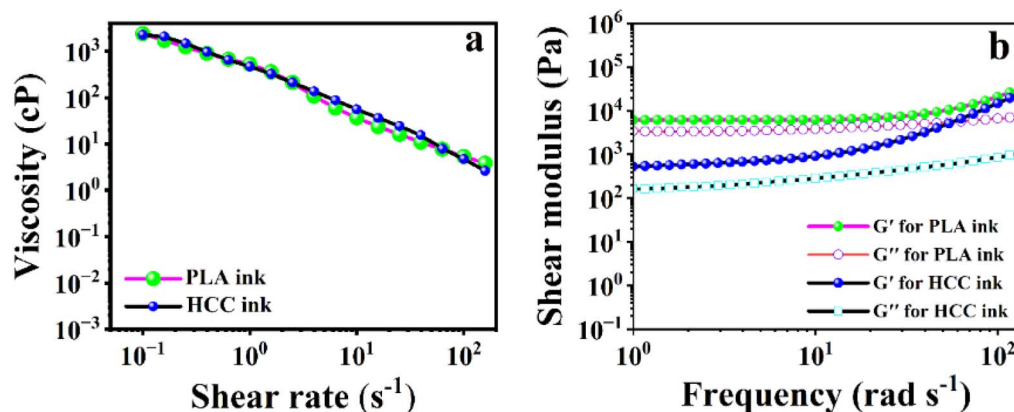 a
Viscosity (cP)
10³
10²
10¹
10⁰
10⁻¹
10⁻²
10⁻³
PLA ink
HCC ink
10⁻¹ 10⁰ 10¹ 10²
Shear rate (s⁻¹)
b
Shear modulus (Pa)
10⁶
10⁵
10⁴
10³
10²
10¹
10⁰
10⁻¹
G′ for PLA ink
G″ for PLA ink
G′ for HCC ink
G″ for HCC ink
10⁰ 10¹ 10²
Frequency (rad s⁻¹)